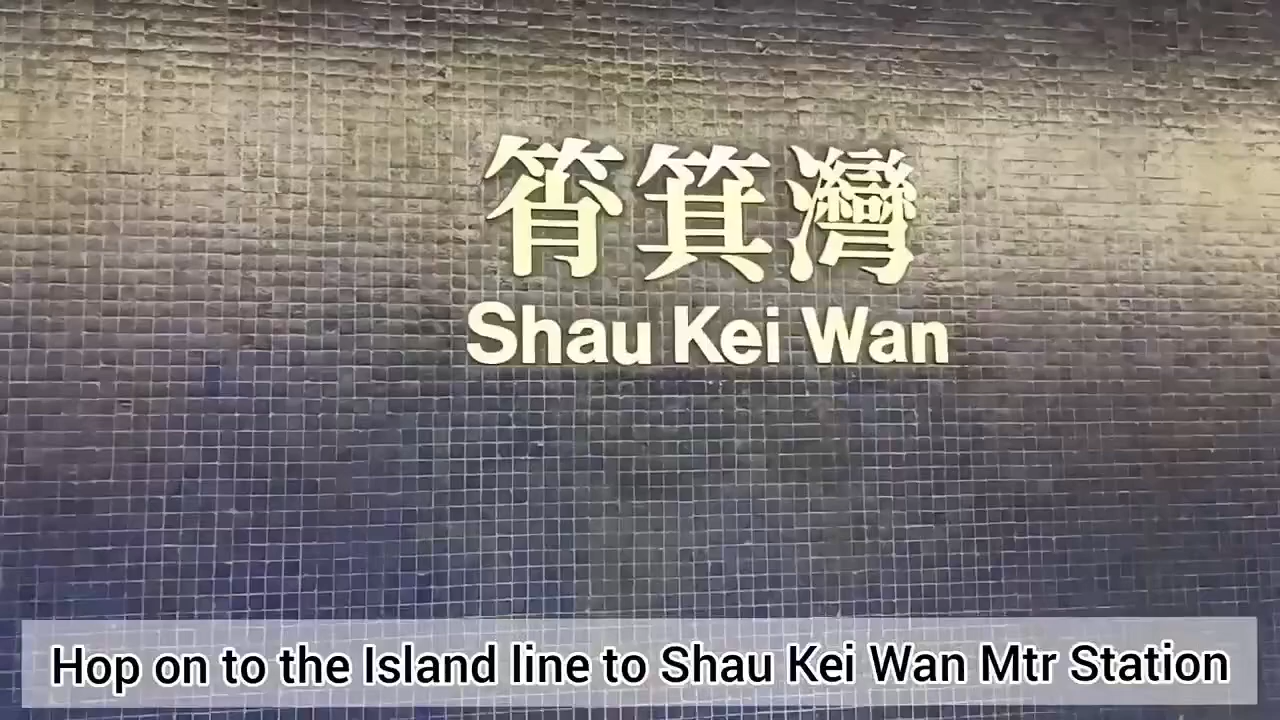 筲箕灣
Shau Kei Wan
Hop on to the Island line to Shau Kei Wan Mtr Station